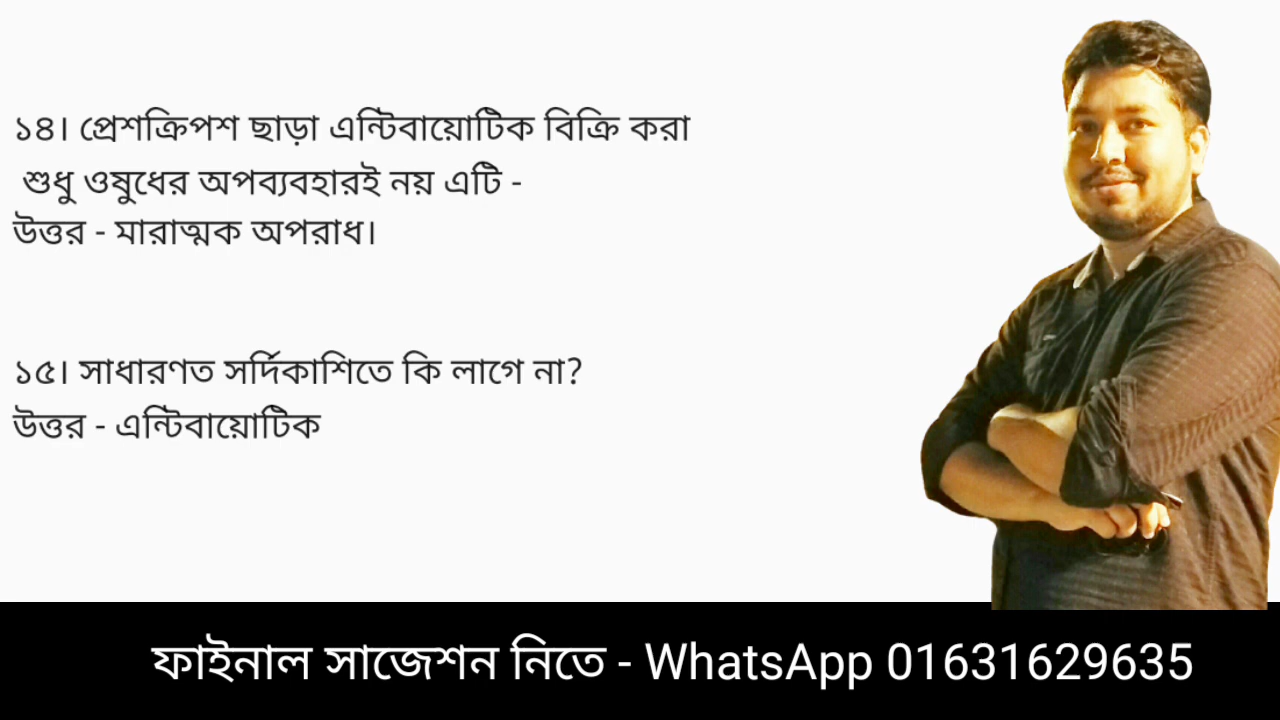 ১৪। প্রেশক্রিপশ ছাড়া এন্টিবায়োটিক বিক্রি করা
শুধু ওষুধের অপব্যবহারই নয় এটি -
উত্তর - মারাত্মক অপরাধ।
১৫। সাধারণত সর্দিকাশিতে কি লাগে না?
উত্তর - এন্টিবায়োটিক
ফাইনাল সাজেশন নিতে - WhatsApp 01631629635